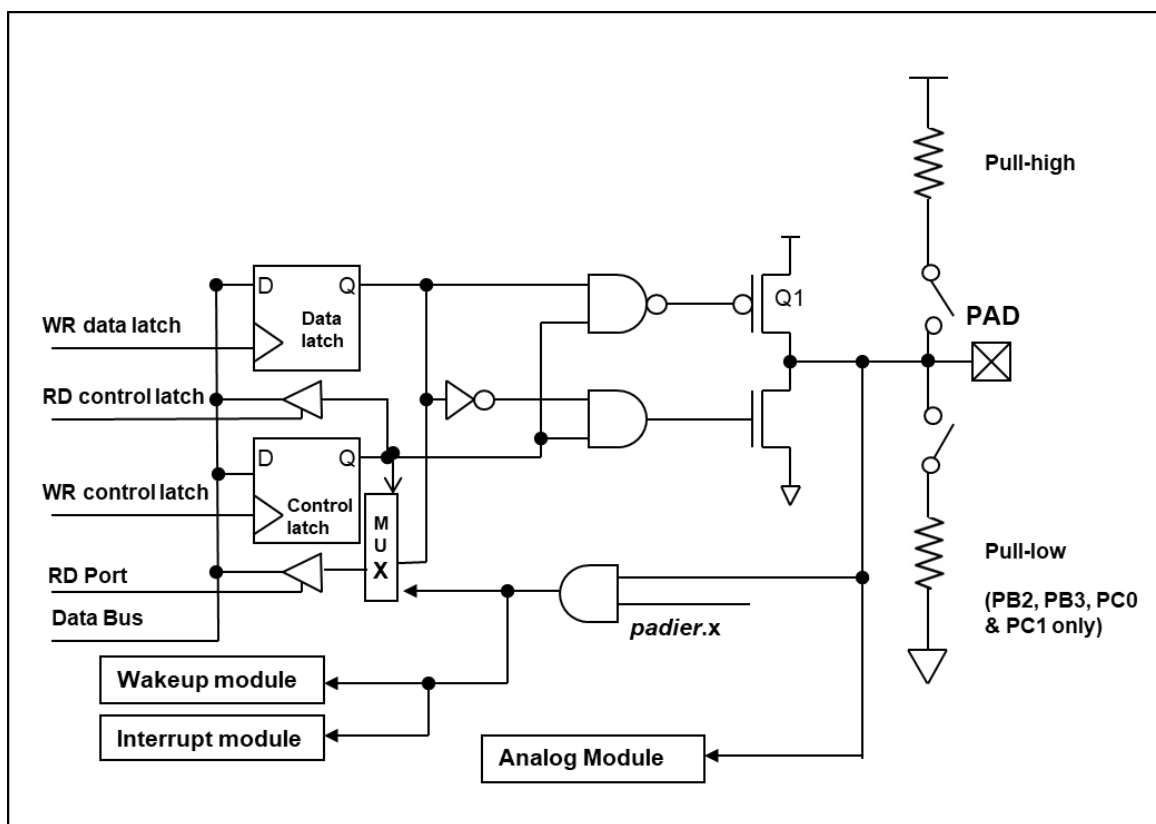 Pull-high
D
Q
Data
latch
Q1
PAD
WR data latch
RD control latch
D
Q
WR control latch
Control
latch
M
U
X
RD Port
Pull-low
Data Bus
padier.x
(PB2, PB3, PC0
& PC1 only)
Wakeup module
Interrupt module
Analog Module